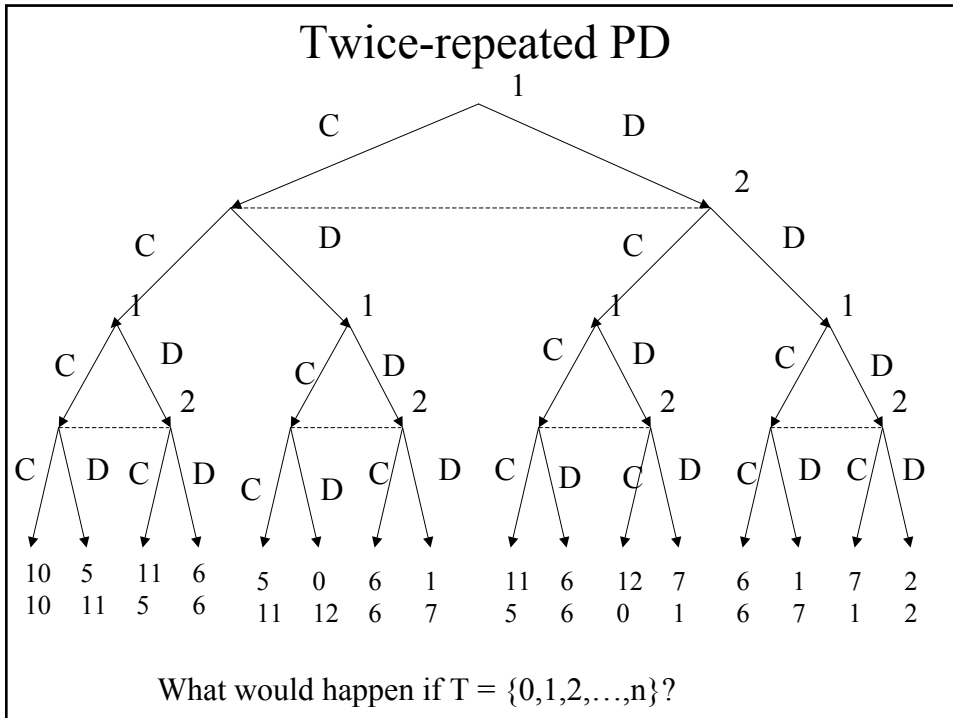 Twice-repeated PD
1
C D
2
C D C D
1 1 1 1
C D C D C D C D
2 2 2 2
C D C D C D C D C D C D C D C D
10 5 11 6 5 0 6 1 11 6 12 7 6 1 7 2
10 11 5 6 11 12 6 7 5 6 0 1 6 7 1 2
What would happen if T = {0,1,2,…,n}?